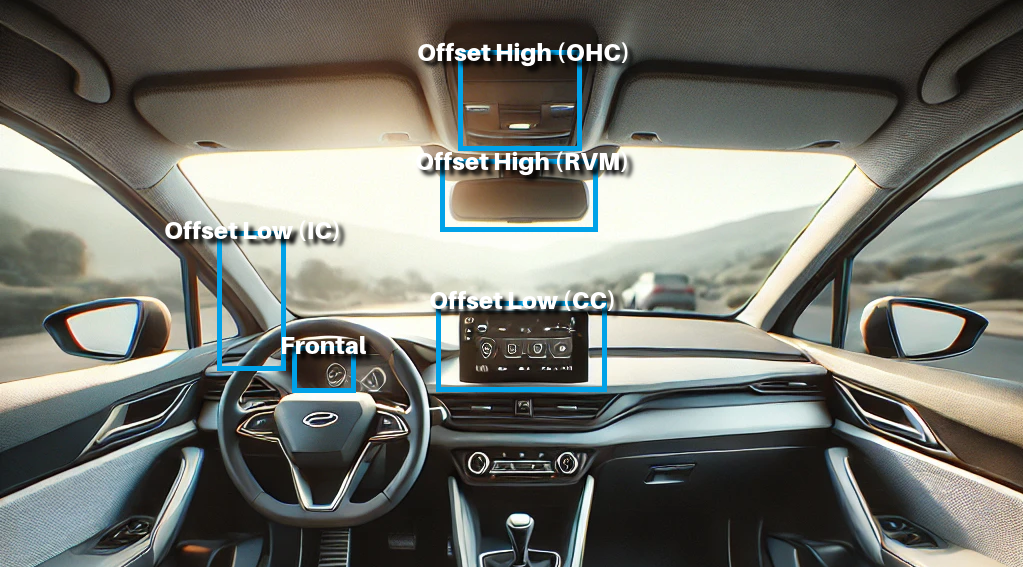 Offset High (OHC)
Offset High (RVM)
Offset Low (IC)
Offset Low (CC)
Frontal